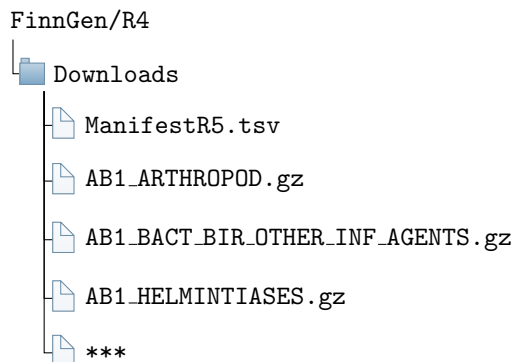 FinnGen/R4
Downloads
ManifestR5.tsv
AB1_ARTHROPOD.gz
AB1_BACT_BIR_OTHER_INF_AGENTS.gz
AB1_HELMINTIASES.gz
***